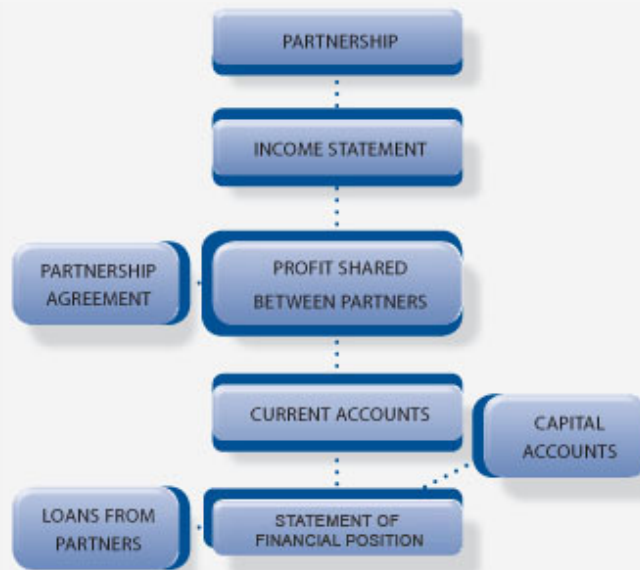 PARTNERSHIP
INCOME STATEMENT
PARTNERSHIP
AGREEMENT
PROFIT SHARED
BETWEEN PARTNERS
CURRENT ACCOUNTS
CAPITAL
ACCOUNTS
LOANS FROM
PARTNERS
STATEMENT OF
FINANCIAL POSITION